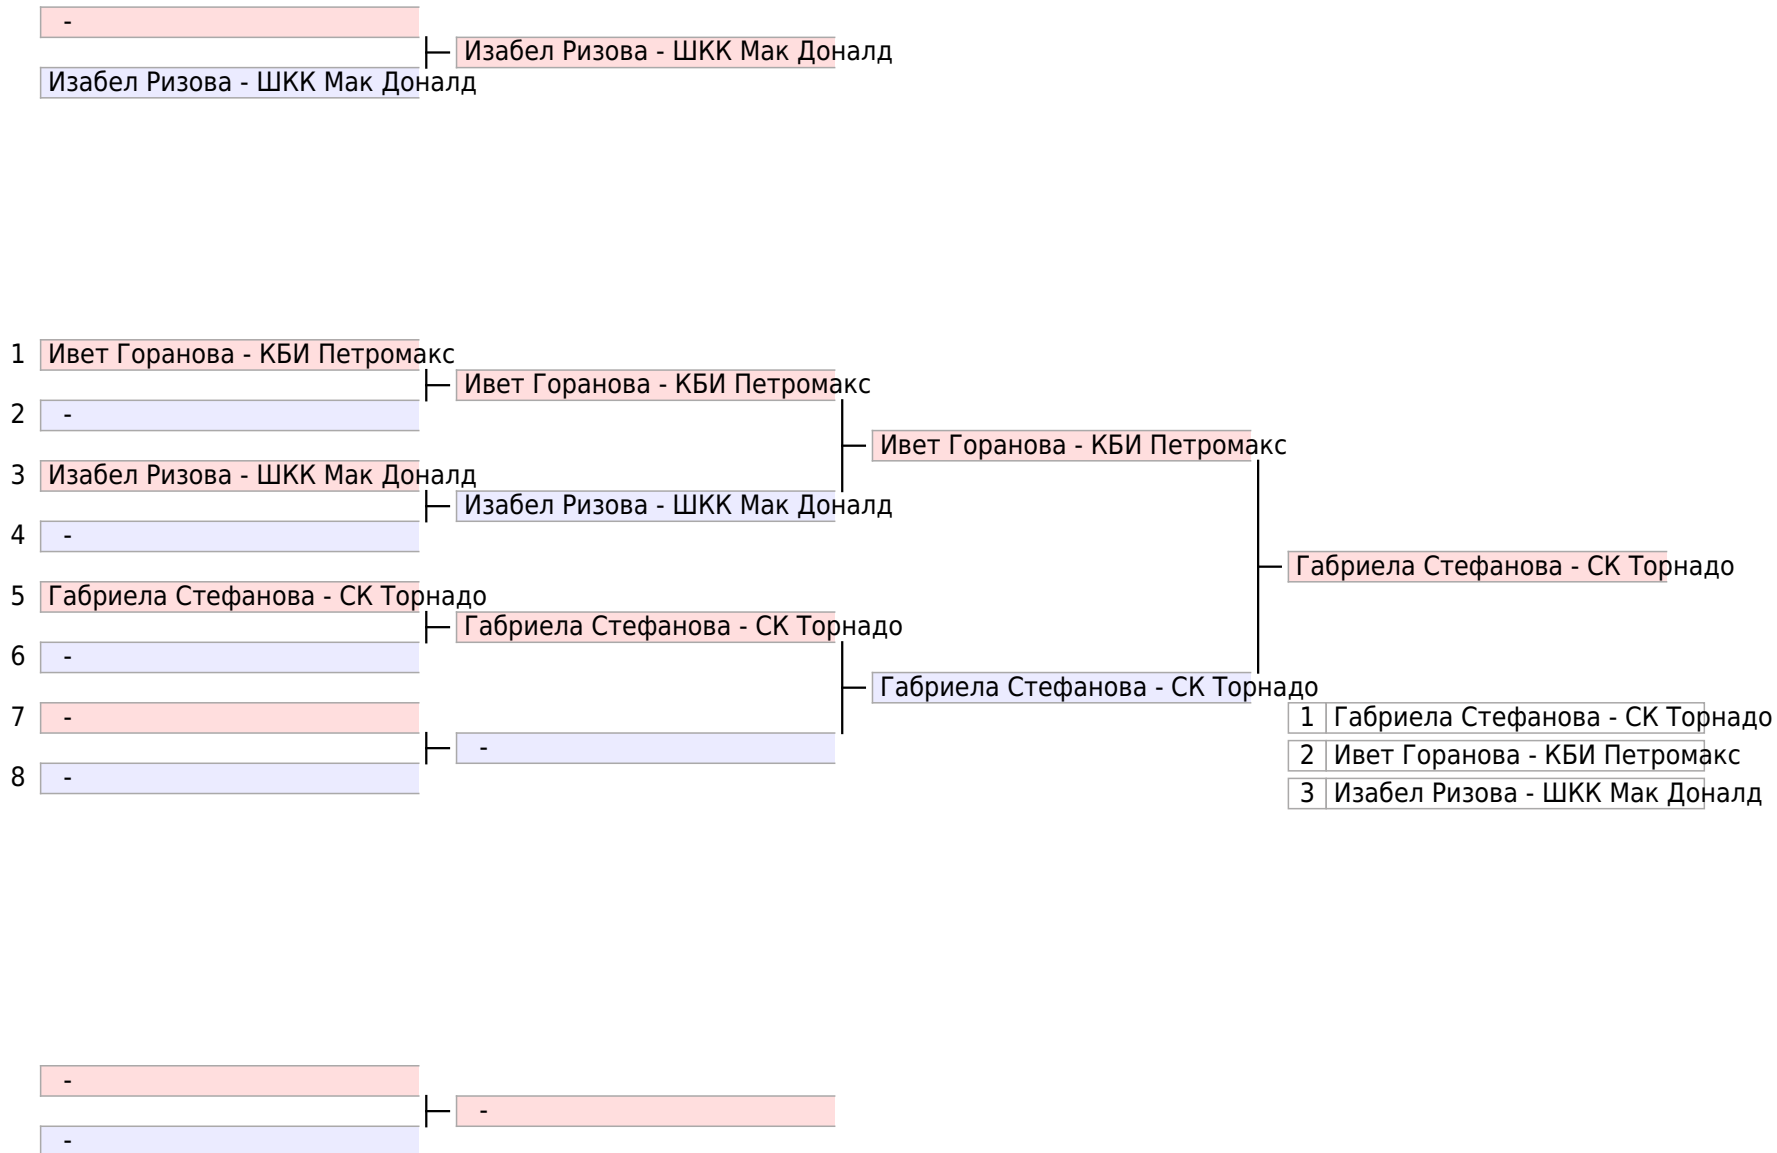 -
Изабел Ризова - ШКК Мак Доналд
Изабел Ризова - ШКК Мак Доналд
1 Ивет Горанова - КБИ Петромакс
Ивет Горанова - КБИ Петромакс
2 -
Ивет Горанова - КБИ Петромакс
3 Изабел Ризова - ШКК Мак Доналд
Изабел Ризова - ШКК Мак Доналд
4 -
Габриела Стефанова - СК Торнадо
5 Габриела Стефанова - СК Торнадо
Габриела Стефанова - СК Торнадо
6 -
Габриела Стефанова - СК Торнадо
7 -
1 Габриела Стефанова - СК Торнадо
-
2 Ивет Горанова - КБИ Петромакс
8 -
3 Изабел Ризова - ШКК Мак Доналд
-
-
-